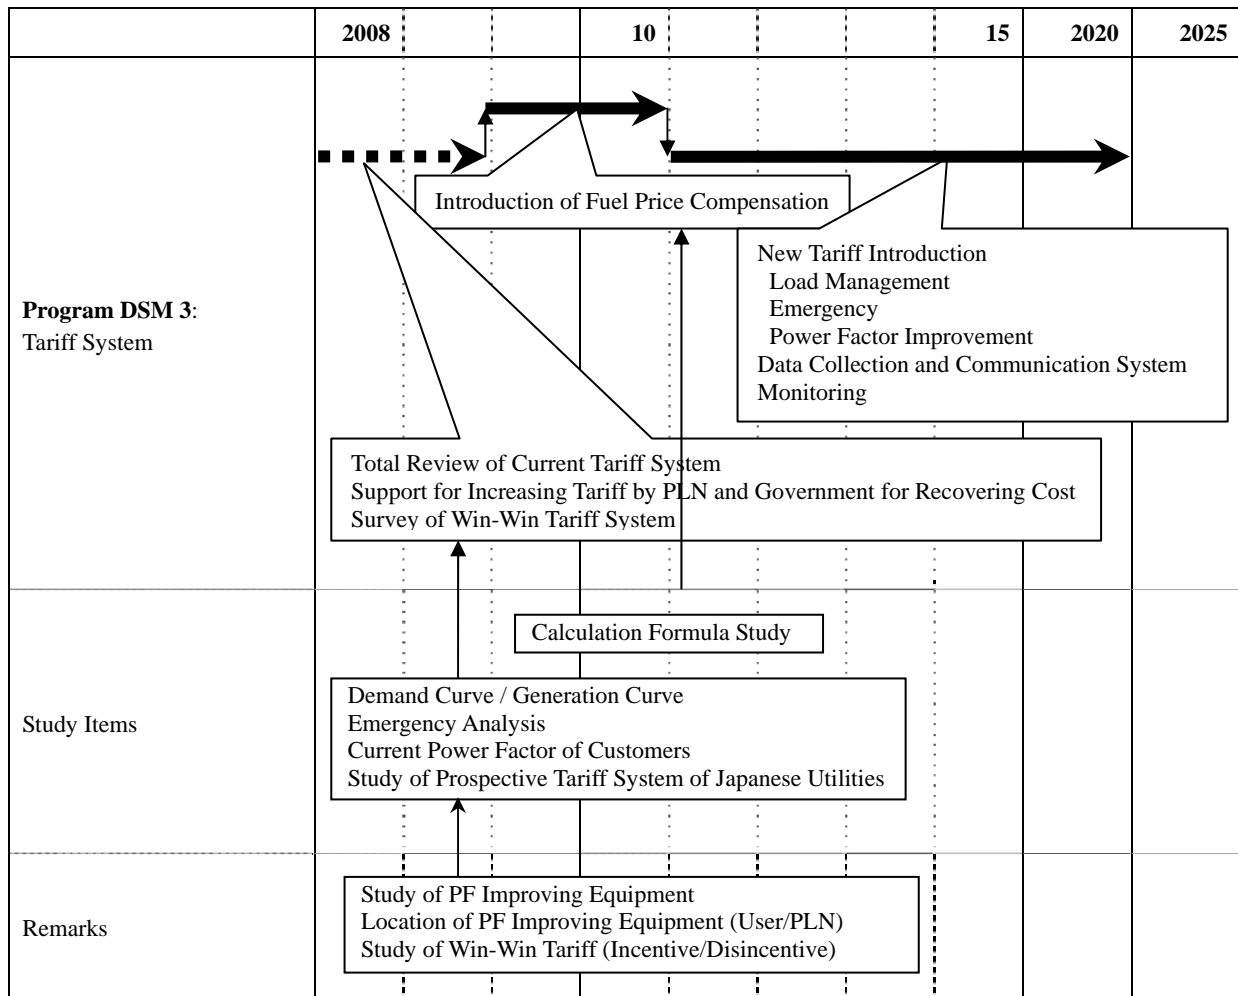 2008 10 15 2020 2025
Introduction of Fuel Price Compensation
New Tariff Introduction
Load Management
Emergency
Power Factor Improvement
Data Collection and Communication System
Monitoring
Program DSM 3:
Tariff System
Total Review of Current Tariff System
Support for Increasing Tariff by PLN and Government for Recovering Cost
Survey of Win-Win Tariff System
Calculation Formula Study
Study Items
Demand Curve / Generation Curve
Emergency Analysis
Current Power Factor of Customers
Study of Prospective Tariff System of Japanese Utilities
Remarks
Study of PF Improving Equipment
Location of PF Improving Equipment (User/PLN)
Study of Win-Win Tariff (Incentive/Disincentive)